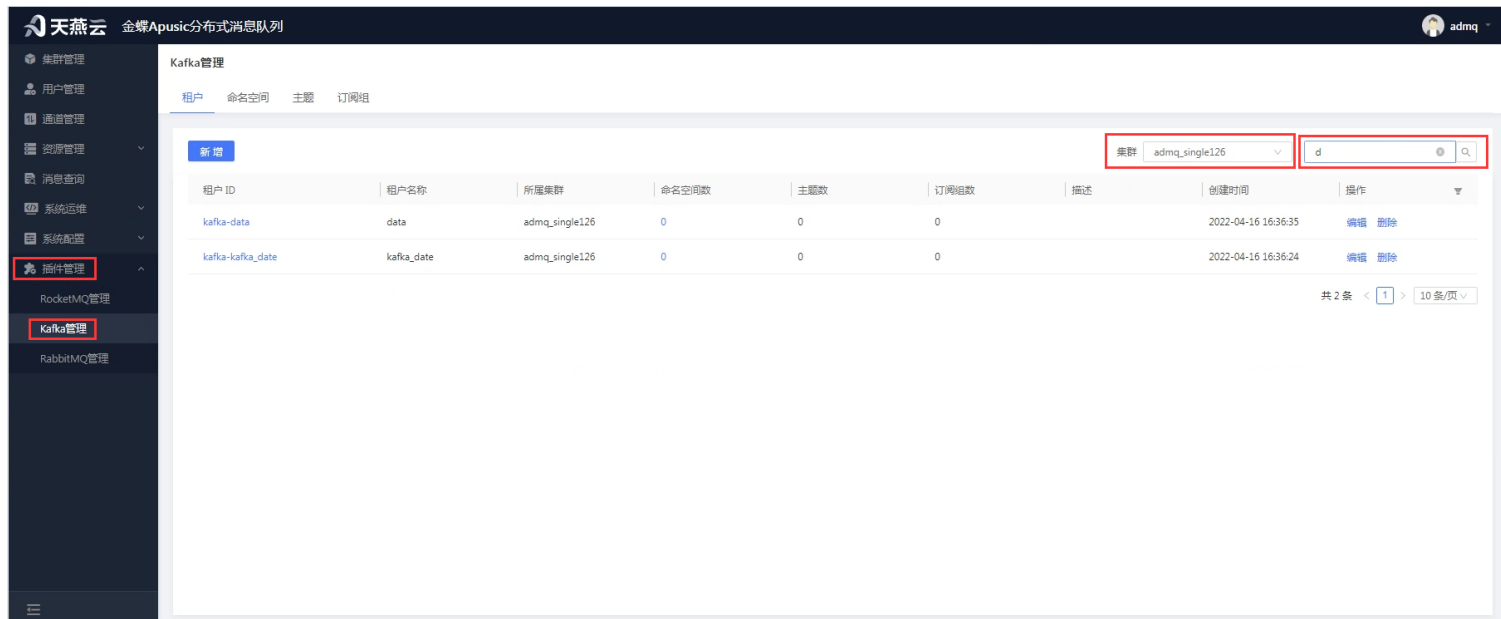 天燕云 金蝶Apusic分布式消息队列 admq
集群管理
用户管理
通道管理
资源管理
消息查询
系统运维
系统配置
插件管理
RocketMQ管理
Kafka管理
RabbitMQ管理
Kafka管理
租户 命名空间 主题 订阅组
新增 集群 admq_single126 d
租户 ID 租户名称 所属集群 命名空间数 主题数 订阅组数 描述 创建时间 操作
kafka-data data admq_single126 0 0 0 2022-04-16 16:36:35 编辑 删除
kafka-kafka_date kafka_date admq_single126 0 0 0 2022-04-16 16:36:24 编辑 删除
共 2 条 < 1 > 10 条/页